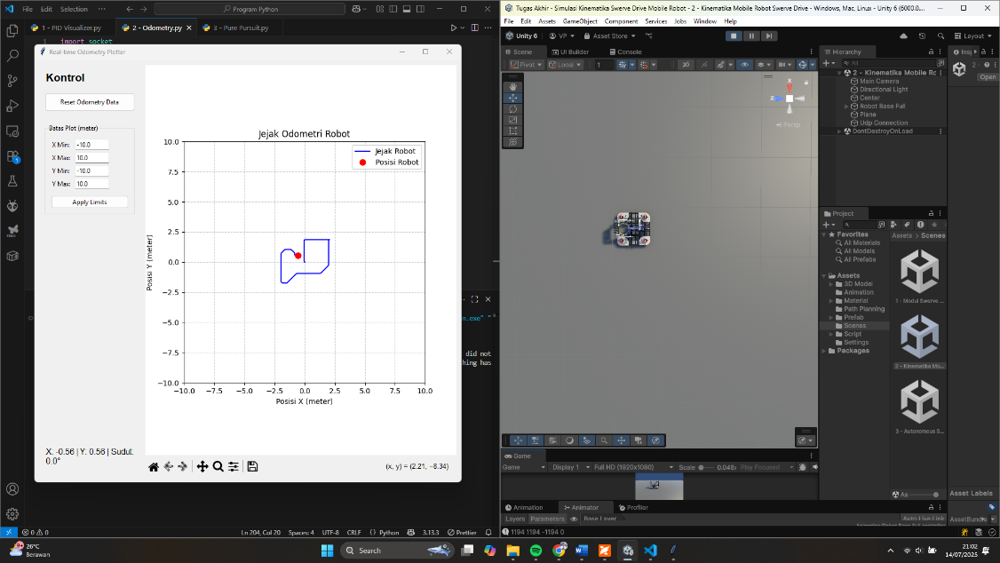 File Edit Selection ··· Program Python
1 - PID Visualizer.py 2 - Odometry.py 3 - Pure Pursuit.py
1 import socket
Real-time Odometry Plotter
Kontrol
Reset Odometry Data
Batas Plot (meter)
X Min: -10.0
X Max: 10.0
Y Min: -10.0
Y Max: 10.0
Apply Limits
Jejak Odometri Robot
Jejak Robot
Posisi Robot
10.0
7.5
5.0
2.5
0.0
−2.5
−5.0
−7.5
−10.0
Posisi Y (meter)
−10.0 −7.5 −5.0 −2.5 0.0 2.5 5.0 7.5 10.0
Posisi X (meter)
X: -0.56 | Y: 0.56 | Sudut:
0.0°
(x, y) = (2.21, −8.34)
n.exe" "
did not
hing has
0 0 Ln 204, Col 20 Spaces: 4 UTF-8 CRLF Python 3.13.3 Prettier
Tugas Akhir - Simulasi Kinematika Swerve Drive Mobile Robot - 2 - Kinematika Mobile Robot Swerve Drive - Windows, Mac, Linux - Unity 6 (6000.0...
File Edit Assets GameObject Component Services Jobs Window Help
Unity 6 VP Asset Store Layout
Scene UI Builder Console
Pivot Local 1
x
z
Persp
Hierarchy
All
2 - Kinematika Mobile Ro
Main Camera
Directional Light
Center
Robot Base Full
Plane
Udp Connection
DontDestroyOnLoad
Insp
Open
Project
Favorites
All Materials
All Models
All Prefabs
Assets
3D Model
Animation
Material
Path Planning
Prefab
Scenes
Script
Settings
Packages
Assets > Scenes
1 - Modul Swerve ...
2 - Kinematika Mo...
3 - Autonomous S...
As
Asset Labels
AssetBundle
Game
Game Display 1 Full HD (1920x1080) Scale 0.048x Play Focused
Animation Animator Profiler
Layers Parameters Base Layer Auto Live Link
1194 1194 -1194 0
26°C
Berawan
Search
21:02
14/07/2025